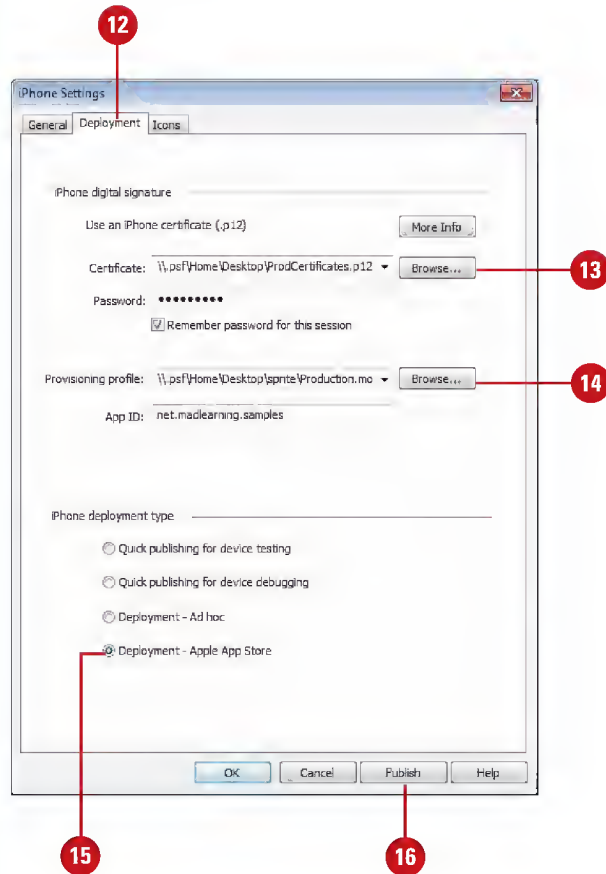 12
iPhone Settings
General Deployment Icons
iPhone digital signature
Use an iPhone certificate (.p12) More Info
Certificate: \\.psf\Home\Desktop\ProdCertificates.p12 Browse... 13
Password: •••••••••
Remember password for this session
Provisioning profile: \\.psf\Home\Desktop\sprite\Production.mo Browse... 14
App ID: net.madlearning.samples
iPhone deployment type
Quick publishing for device testing
Quick publishing for device debugging
Deployment - Ad hoc
Deployment - Apple App Store
OK Cancel Publish Help
15 16